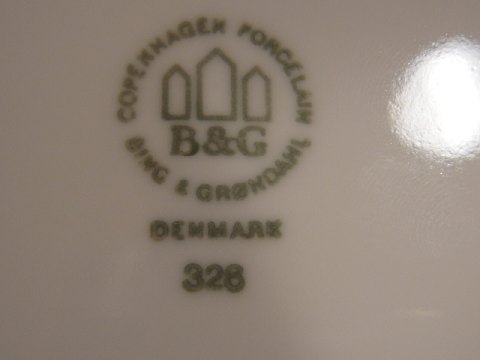 COPENHAGEN PORCELAIN
B&G
BING & GRØNDAHL
DENMARK
328